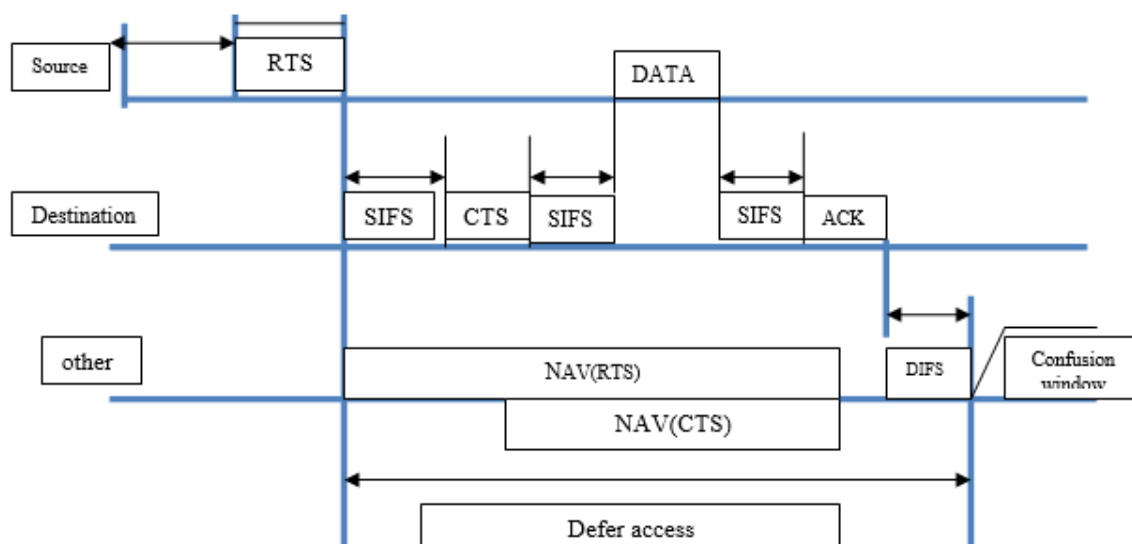 Source
RTS
DATA
Destination
SIFS
CTS
SIFS
SIFS
ACK
other
NAV(RTS)
DIFS
Confusion
window
NAV(CTS)
Defer access